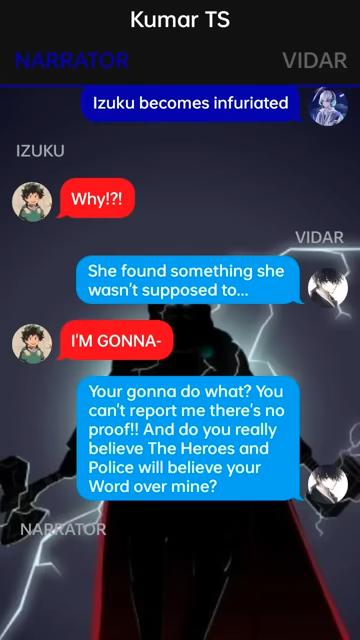 Kumar TS
NARRATOR
VIDAR
Izuku becomes infuriated
IZUKU
Why!?!
VIDAR
She found something she
wasn't supposed to...
I'M GONNA-
Your gonna do what? You
can't report me there's no
proof!! And do you really
believe The Heroes and
Police will believe your
Word over mine?
NARRATOR